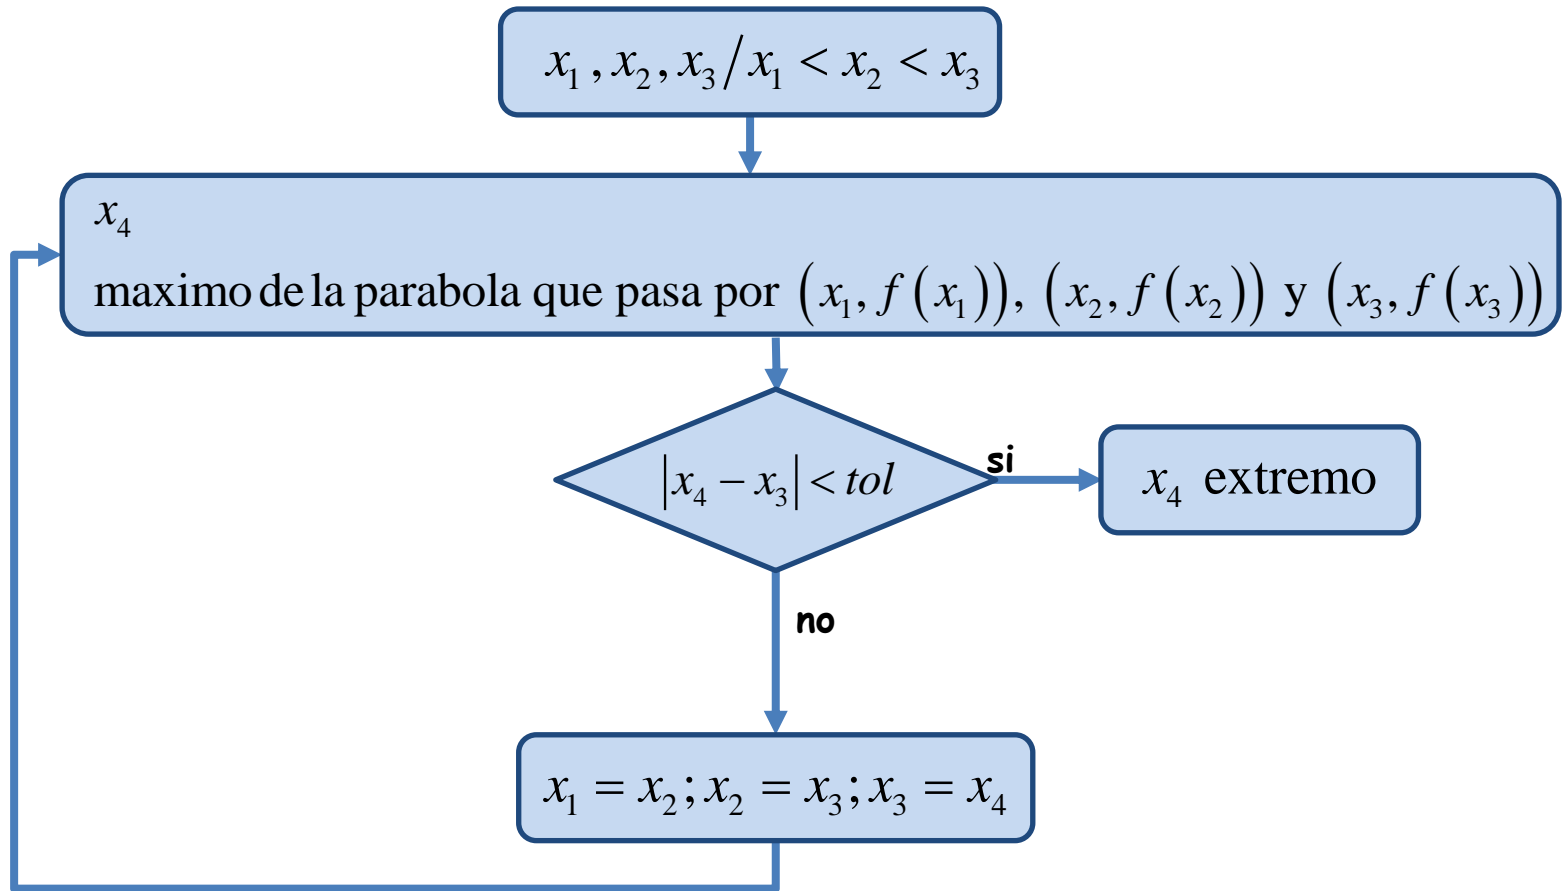 x₁, x₂, x₃/x₁ < x₂ < x₃
x₄
maximo de la parabola que pasa por (x₁, f(x₁)), (x₂, f(x₂)) y (x₃, f(x₃))
|x₄ − x₃| < tol
si
x₄ extremo
no
x₁ = x₂; x₂ = x₃; x₃ = x₄